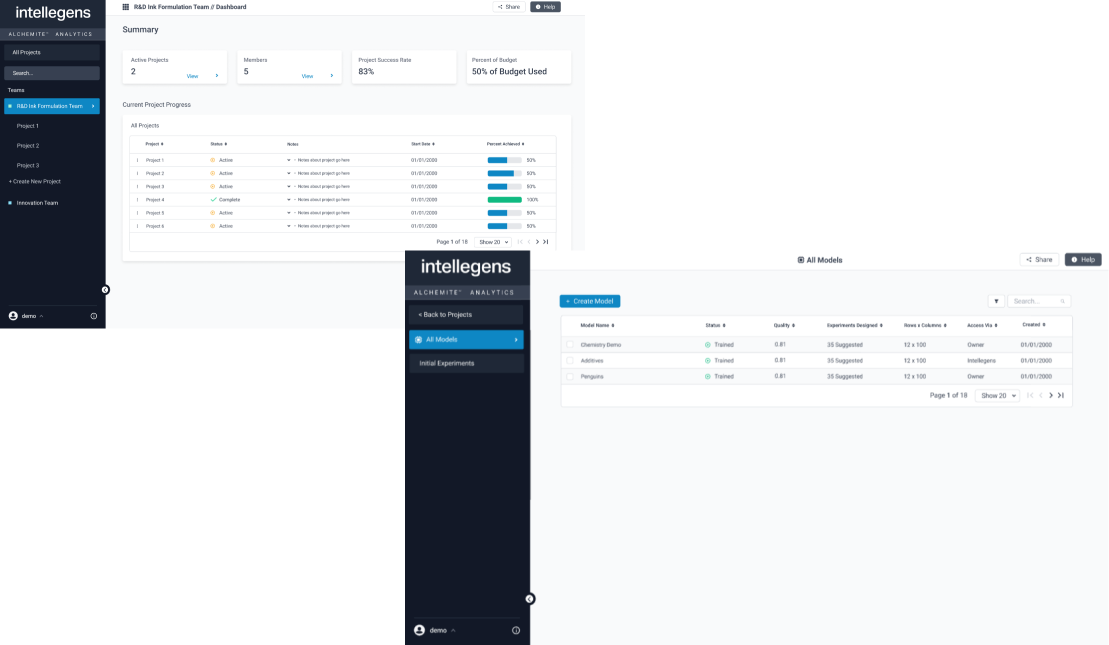 intellegens
ALCHEMITE™ ANALYTICS
All Projects
Search...
Teams
R&D Ink Formulation Team
Project 1
Project 2
Project 3
+ Create New Project
Innovation Team
demo
R&D Ink Formulation Team // Dashboard
Share
Help
Summary
Active Projects
2
View
Members
5
View
Project Success Rate
83%
Percent of Budget
50% of Budget Used
Current Project Progress
All Projects
Project Status Notes Start Date Percent Achieved
Project 1 Active • Notes about project go here 01/01/2000 50%
Project 2 Active • Notes about project go here 01/01/2000 50%
Project 3 Active • Notes about project go here 01/01/2000 50%
Project 4 Complete • Notes about project go here 01/01/2000 100%
Project 5 Active • Notes about project go here 01/01/2000 50%
Project 6 Active • Notes about project go here 01/01/2000 50%
Page 1 of 18 Show 20
intellegens
ALCHEMITE™ ANALYTICS
< Back to Projects
All Models
Initial Experiments
demo
All Models
Share
Help
+ Create Model
Search...
Model Name Status Quality Experiments Designed Rows x Columns Access Via Created
Chemistry Demo Trained 0.81 35 Suggested 12 x 100 Owner 01/01/2000
Additives Trained 0.81 35 Suggested 12 x 100 Intellegens 01/01/2000
Penguins Trained 0.81 35 Suggested 12 x 100 Owner 01/01/2000
Page 1 of 18 Show 20